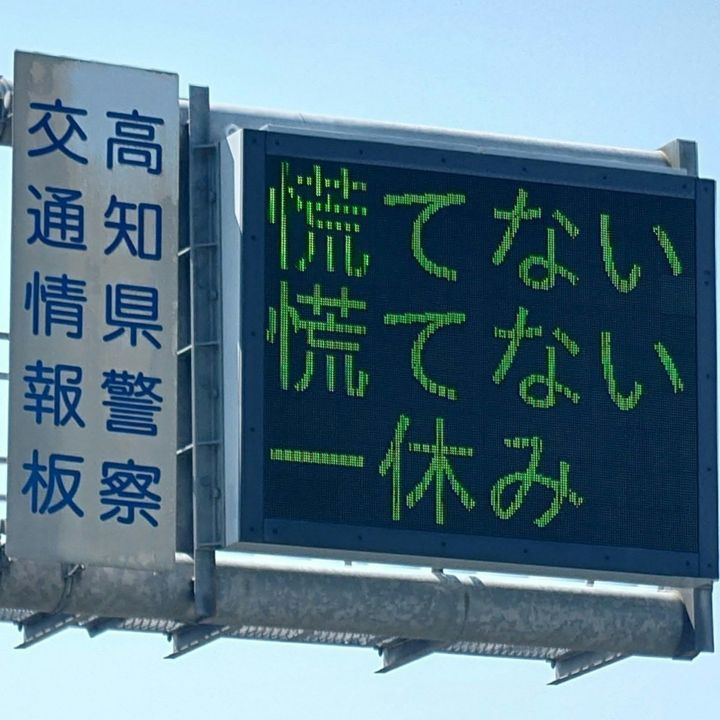 高知県警察
交通情報板
慌てない
慌てない
一休み